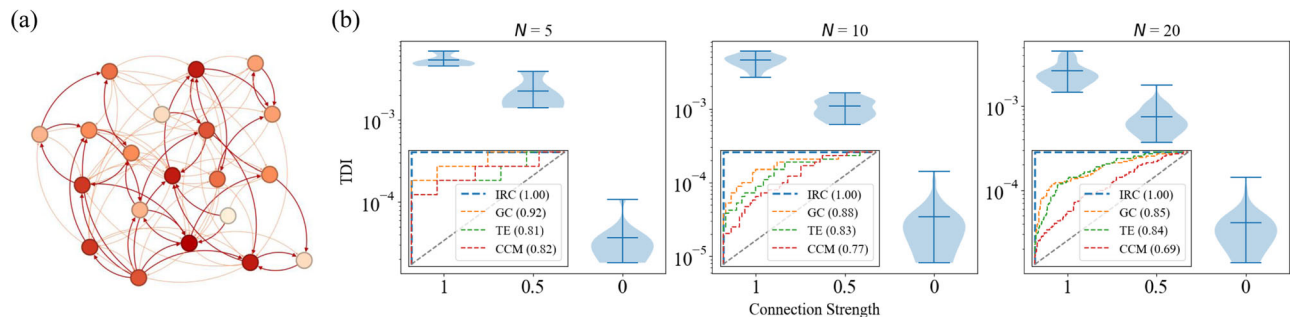 (a)
(b)
N = 5
N = 10
N = 20
TDI
10⁻³
10⁻⁴
IRC (1.00)
GC (0.92)
TE (0.81)
CCM (0.82)
1
0.5
0
10⁻³
10⁻⁴
10⁻⁵
IRC (1.00)
GC (0.88)
TE (0.83)
CCM (0.77)
1
0.5
0
10⁻³
10⁻⁴
IRC (1.00)
GC (0.85)
TE (0.84)
CCM (0.69)
1
0.5
0
Connection Strength